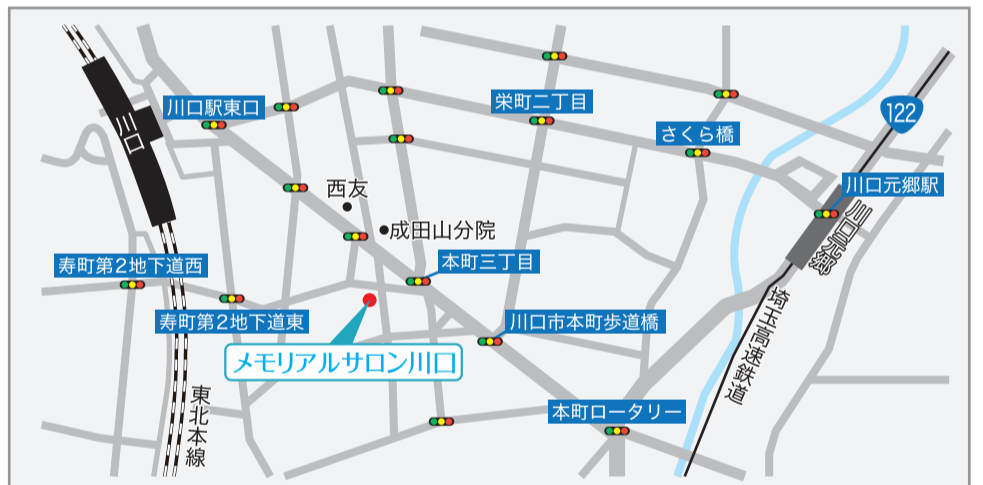 川口
川口駅東口
栄町二丁目
さくら橋
122
川口元郷駅
川口元郷
西友
成田山分院
本町三丁目
寿町第2地下道西
寿町第2地下道東
川口市本町歩道橋
メモリアルサロン川口
埼玉高速鉄道
東北本線
本町ロータリー